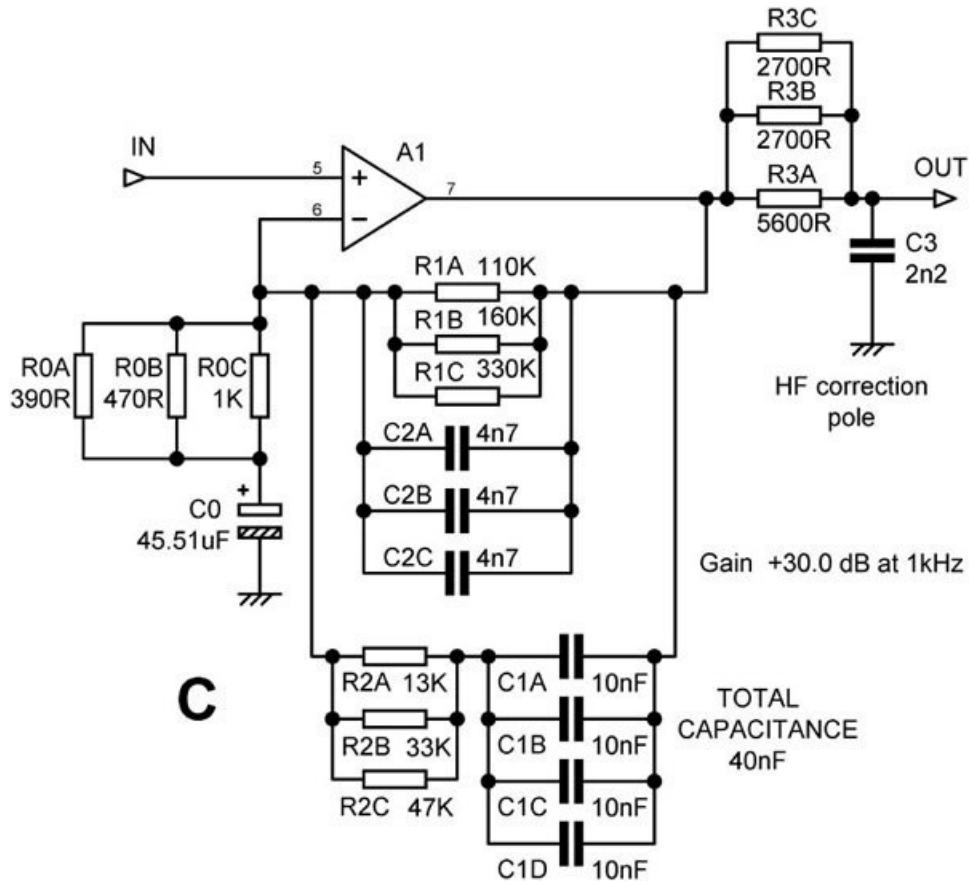 R3C
2700R
R3B
2700R
IN
A1
R3A
OUT
5
+
7
6
−
5600R
C3
2n2
R1A 110K
R1B 160K
R1C 330K
R0A
390R
R0B
470R
R0C
1K
HF correction
pole
C2A 4n7
+
C0
45.51uF
C2B 4n7
C2C 4n7
Gain +30.0 dB at 1kHz
C
R2A 13K
C1A 10nF
R2B 33K
C1B 10nF
TOTAL
CAPACITANCE
40nF
R2C 47K
C1C 10nF
C1D 10nF